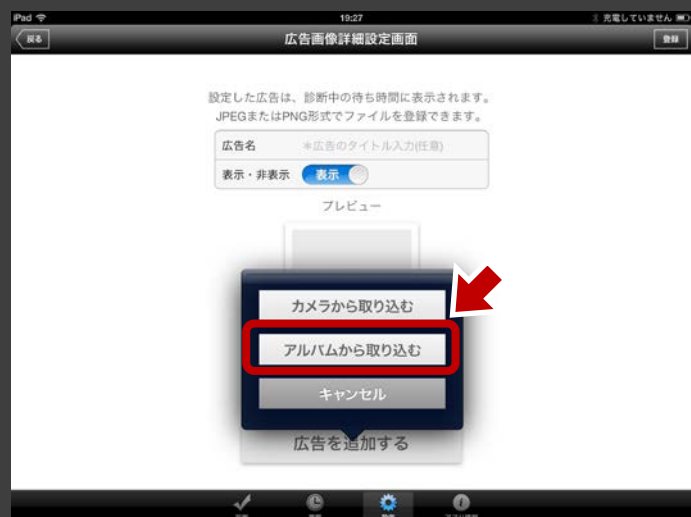 iPad
19:27
充電していません
戻る
広告画像詳細設定画面
登録
設定した広告は、診断中の待ち時間に表示されます。
JPEGまたはPNG形式でファイルを登録できます。
広告名 *広告のタイトル入力(任意)
表示・非表示 表示
プレビュー
カメラから取り込む
アルバムから取り込む
キャンセル
広告を追加する